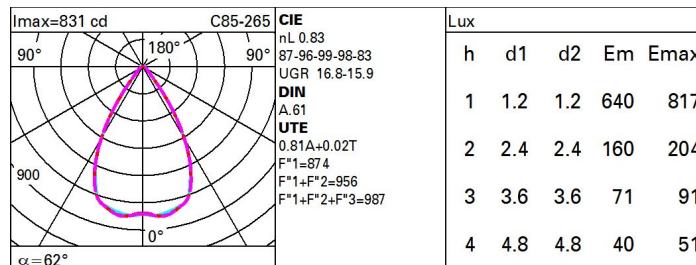 Imax=831 cd C85-265
90° 180° 90°
900
0°
α=62°
CIE
nL 0.83
87-96-99-98-83
UGR 16.8-15.9
DIN
A.61
UTE
0.81A+0.02T
F"1=874
F"1+F"2=956
F"1+F"2+F"3=987
Lux
h d1 d2 Em Emax
1 1.2 1.2 640 817
2 2.4 2.4 160 204
3 3.6 3.6 71 91
4 4.8 4.8 40 51